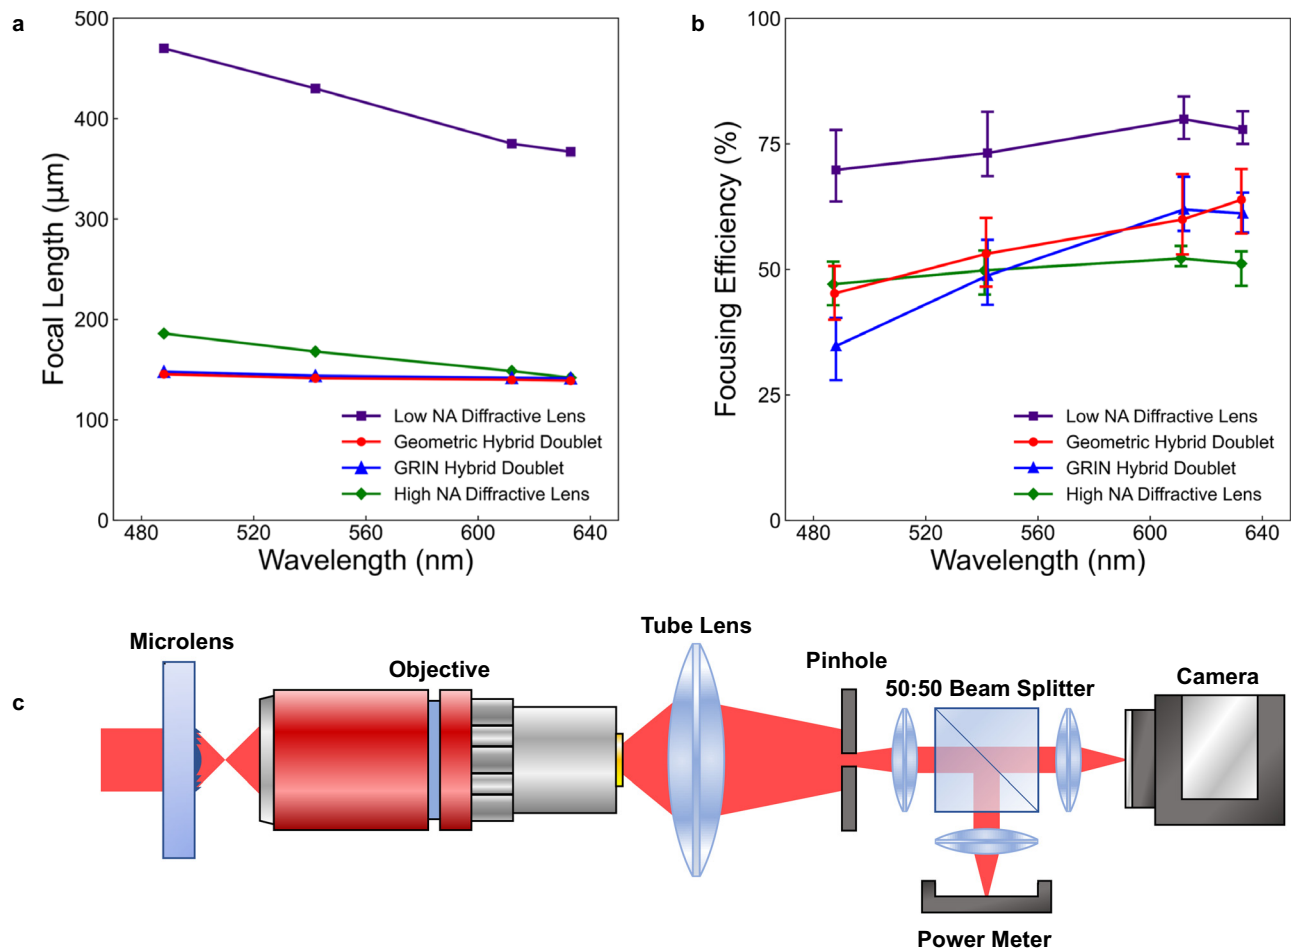 a
500
400
300
200
100
0
Focal Length (µm)
Low NA Diffractive Lens
Geometric Hybrid Doublet
GRIN Hybrid Doublet
High NA Diffractive Lens
480 520 560 600 640
Wavelength (nm)
b
100
75
50
25
0
Focusing Efficiency (%)
Low NA Diffractive Lens
Geometric Hybrid Doublet
GRIN Hybrid Doublet
High NA Diffractive Lens
480 520 560 600 640
Wavelength (nm)
c
Microlens
Objective
Tube Lens
Pinhole
50:50 Beam Splitter
Camera
Power Meter